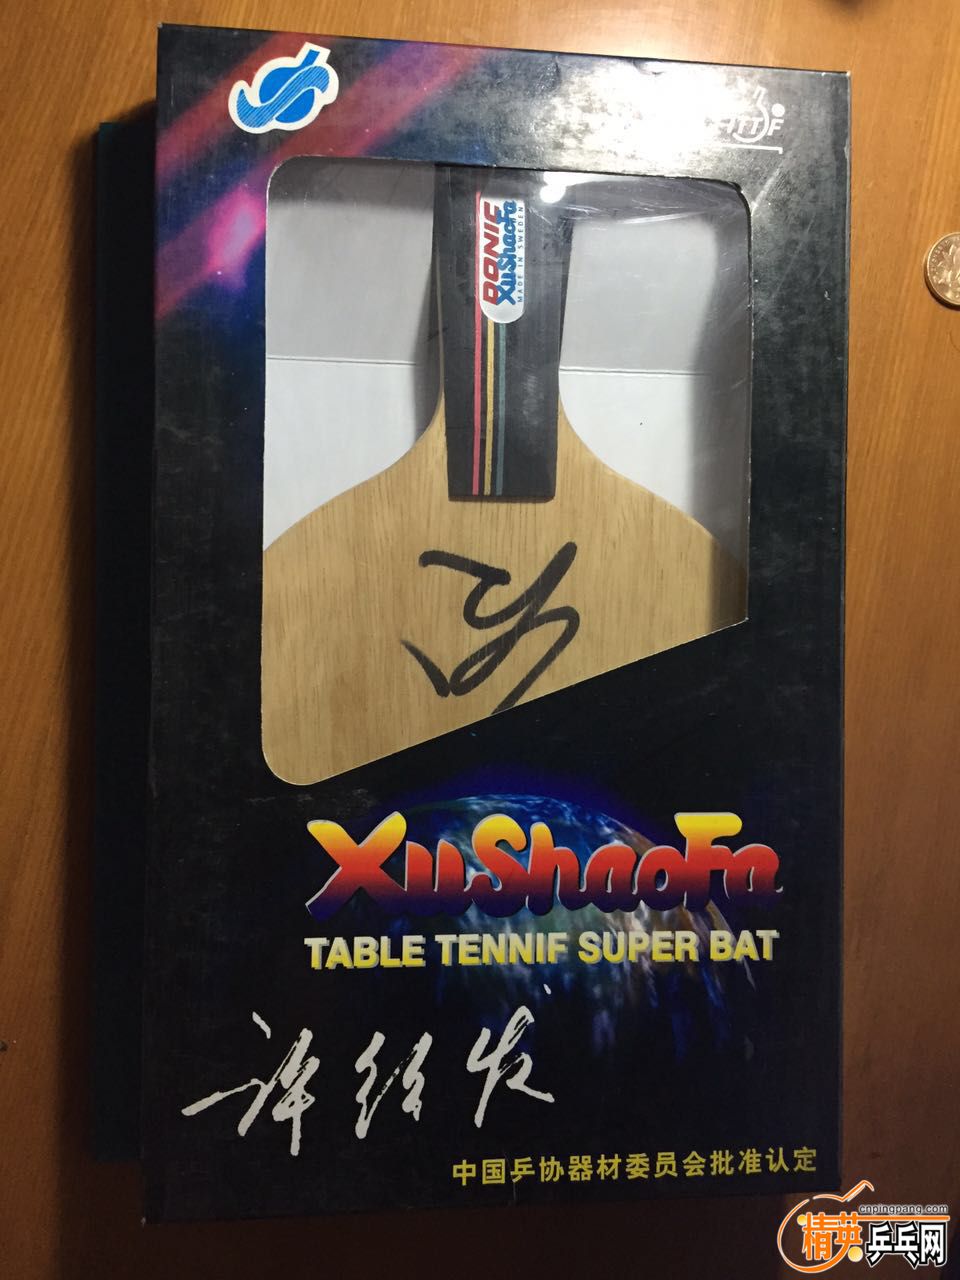 ITTF
DONIC
XuShaoFa
MADE IN SWEDEN
XuShaoFa
TABLE TENNIF SUPER BAT
许绍发
中国乒协器材委员会批准认定
cnpingpang.com
精英乒乓网